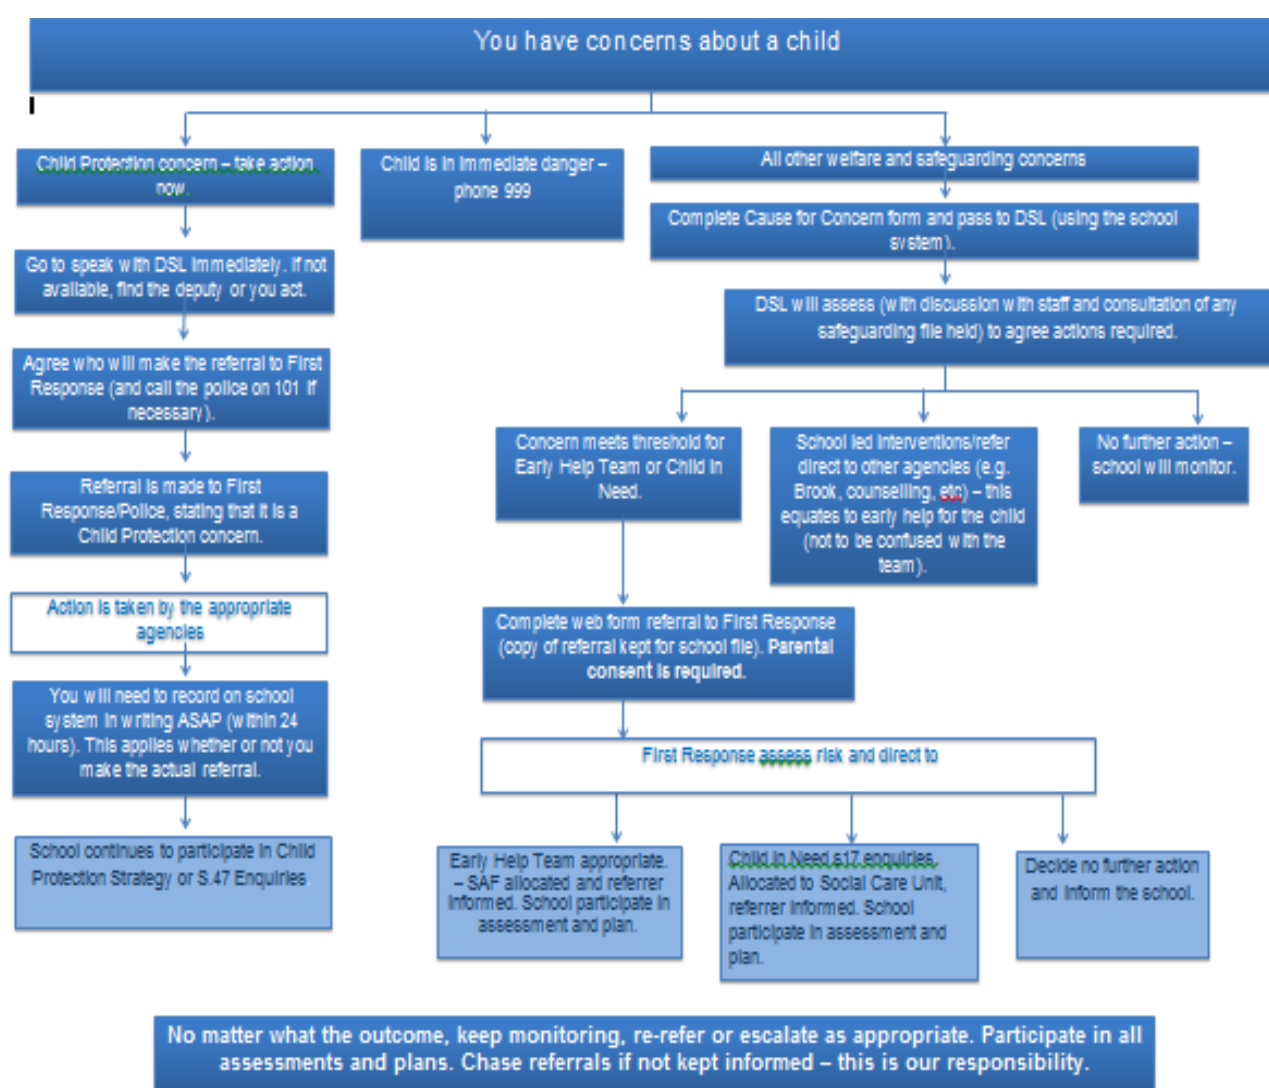 You have concerns about a child
Child Protection concern – take action
now.
Child is in immediate danger –
phone 999
All other welfare and safeguarding concerns
Complete Cause for Concern form and pass to DSL (using the school
system).
Go to speak with DSL immediately. If not
available, find the deputy or you act.
DSL will assess (with discussion with staff and consultation of any
safeguarding file held) to agree actions required.
Agree who will make the referral to First
Response (and call the police on 101 if
necessary).
Concern meets threshold for
Early Help Team or Child in
Need.
School led interventions/refer
direct to other agencies (e.g.
Brook, counselling, etc) – this
equates to early help for the child
(not to be confused with the
team).
No further action –
school will monitor.
Referral is made to First
Response/Police, stating that it is a
Child Protection concern.
Action is taken by the appropriate
agencies
Complete web form referral to First Response
(copy of referral kept for school file). Parental
consent is required.
You will need to record on school
system in writing ASAP (within 24
hours). This applies whether or not you
make the actual referral.
First Response assess risk and direct to
School continues to participate in Child
Protection Strategy or S.47 Enquiries.
Early Help Team appropriate.
– SAF allocated and referrer
informed. School participate in
assessment and plan.
Child in Need s17 enquiries.
Allocated to Social Care Unit,
referrer informed. School
participate in assessment and
plan.
Decide no further action
and inform the school.
No matter what the outcome, keep monitoring, re-refer or escalate as appropriate. Participate in all
assessments and plans. Chase referrals if not kept informed – this is our responsibility.